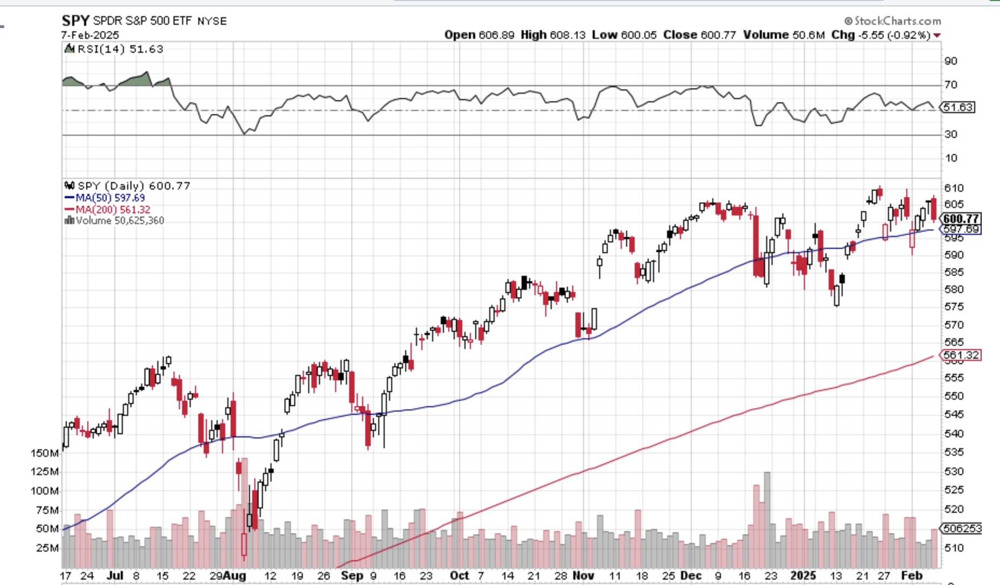 SPY SPDR S&P 500 ETF NYSE
© StockCharts.com
7-Feb-2025
Open 606.89 High 608.13 Low 600.05 Close 600.77 Volume 50.6M Chg -5.55 (-0.92%)
RSI(14) 51.63
90
70
51.63
30
10
SPY (Daily) 600.77
MA(50) 597.69
MA(200) 561.32
Volume 50,625,360
610
605
600.77
597.69
595
590
585
580
575
570
565
561.32
560
555
550
545
540
535
530
525
520
506253
510
150M
125M
100M
75M
50M
25M
17 24 Jul 8 15 22 29 Aug 12 19 26 Sep 9 16 23 Oct 7 14 21 28 Nov 11 18 25 Dec 9 16 23 2025 13 21 27 Feb